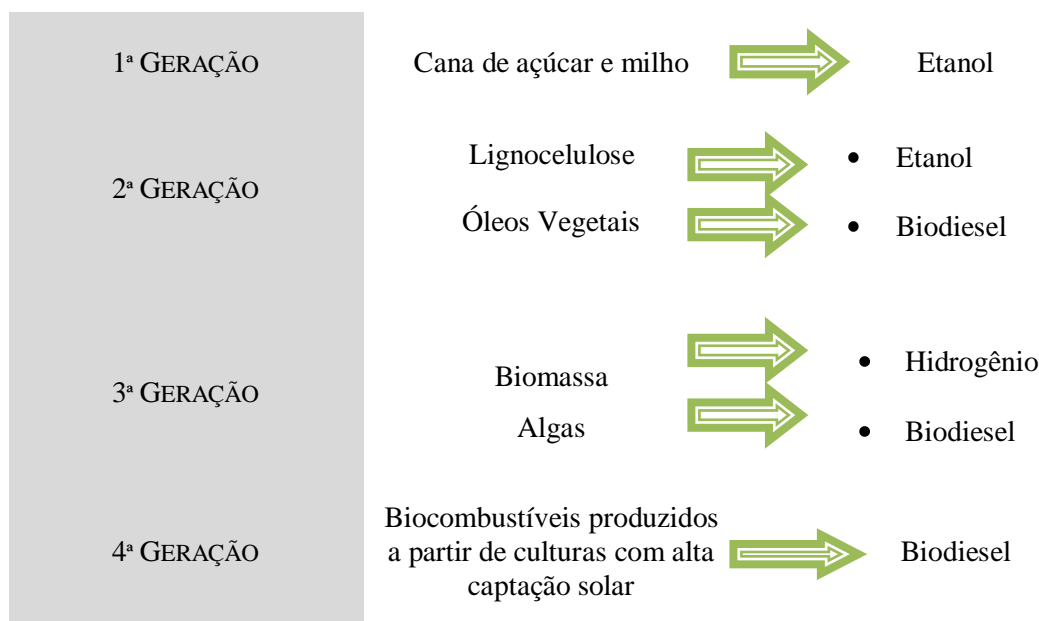 1ª GERAÇÃO
Cana de açúcar e milho
Etanol
2ª GERAÇÃO
Lignocelulose
• Etanol
Óleos Vegetais
• Biodiesel
3ª GERAÇÃO
Biomassa
• Hidrogênio
Algas
• Biodiesel
4ª GERAÇÃO
Biocombustíveis produzidos
a partir de culturas com alta
captação solar
Biodiesel